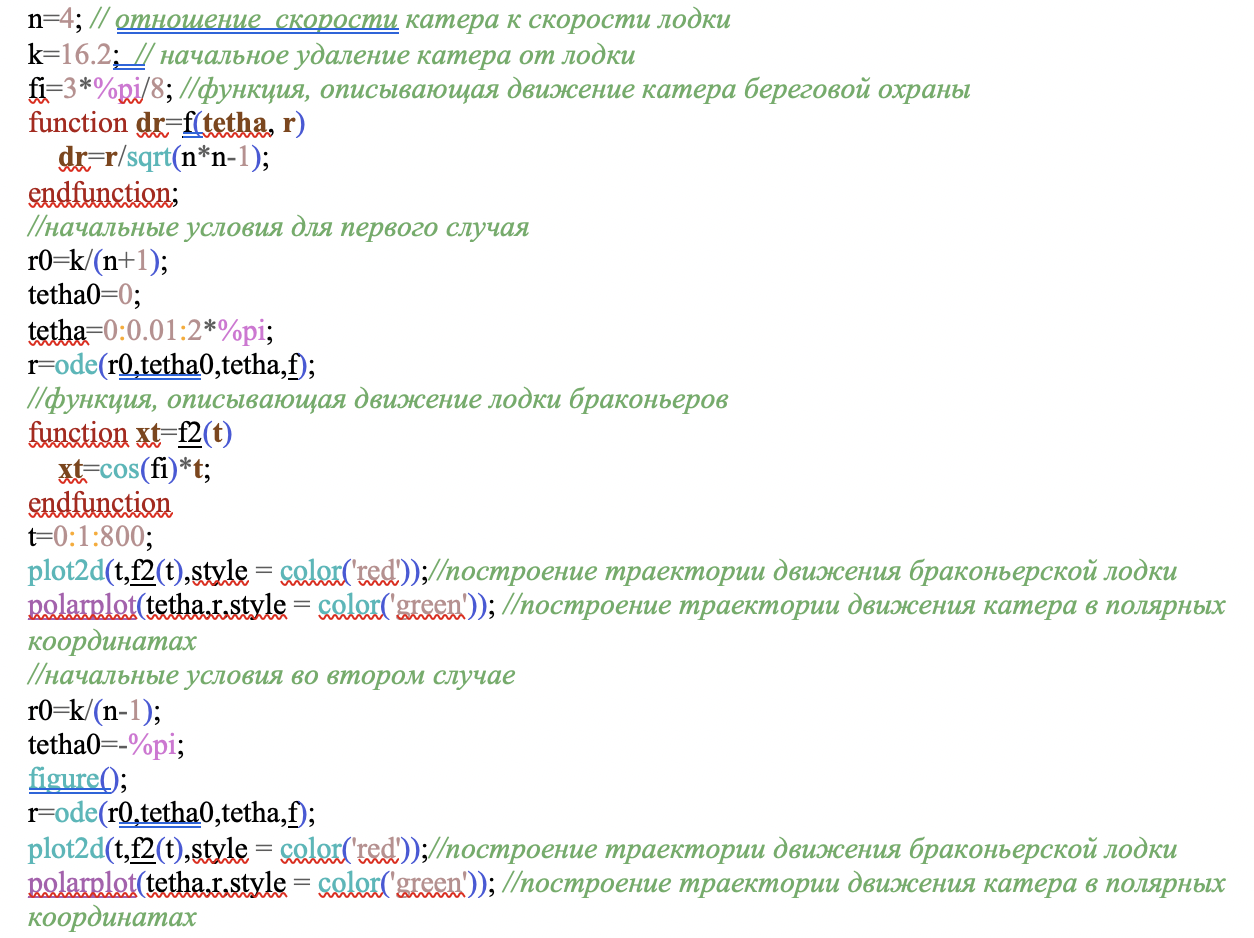 n=4; // отношение скорости катера к скорости лодки
k=16.2; // начальное удаление катера от лодки
fi=3*%pi/8; //функция, описывающая движение катера береговой охраны
function dr=f(tetha, r)
dr=r/sqrt(n*n-1);
endfunction;
//начальные условия для первого случая
r0=k/(n+1);
tetha0=0;
tetha=0:0.01:2*%pi;
r=ode(r0,tetha0,tetha,f);
//функция, описывающая движение лодки браконьеров
function xt=f2(t)
xt=cos(fi)*t;
endfunction
t=0:1:800;
plot2d(t,f2(t),style = color('red'));//построение траектории движения браконьерской лодки
polarplot(tetha,r,style = color('green')); //построение траектории движения катера в полярных
координатах
//начальные условия во втором случае
r0=k/(n-1);
tetha0=-%pi;
figure();
r=ode(r0,tetha0,tetha,f);
plot2d(t,f2(t),style = color('red'));//построение траектории движения браконьерской лодки
polarplot(tetha,r,style = color('green')); //построение траектории движения катера в полярных
координатах